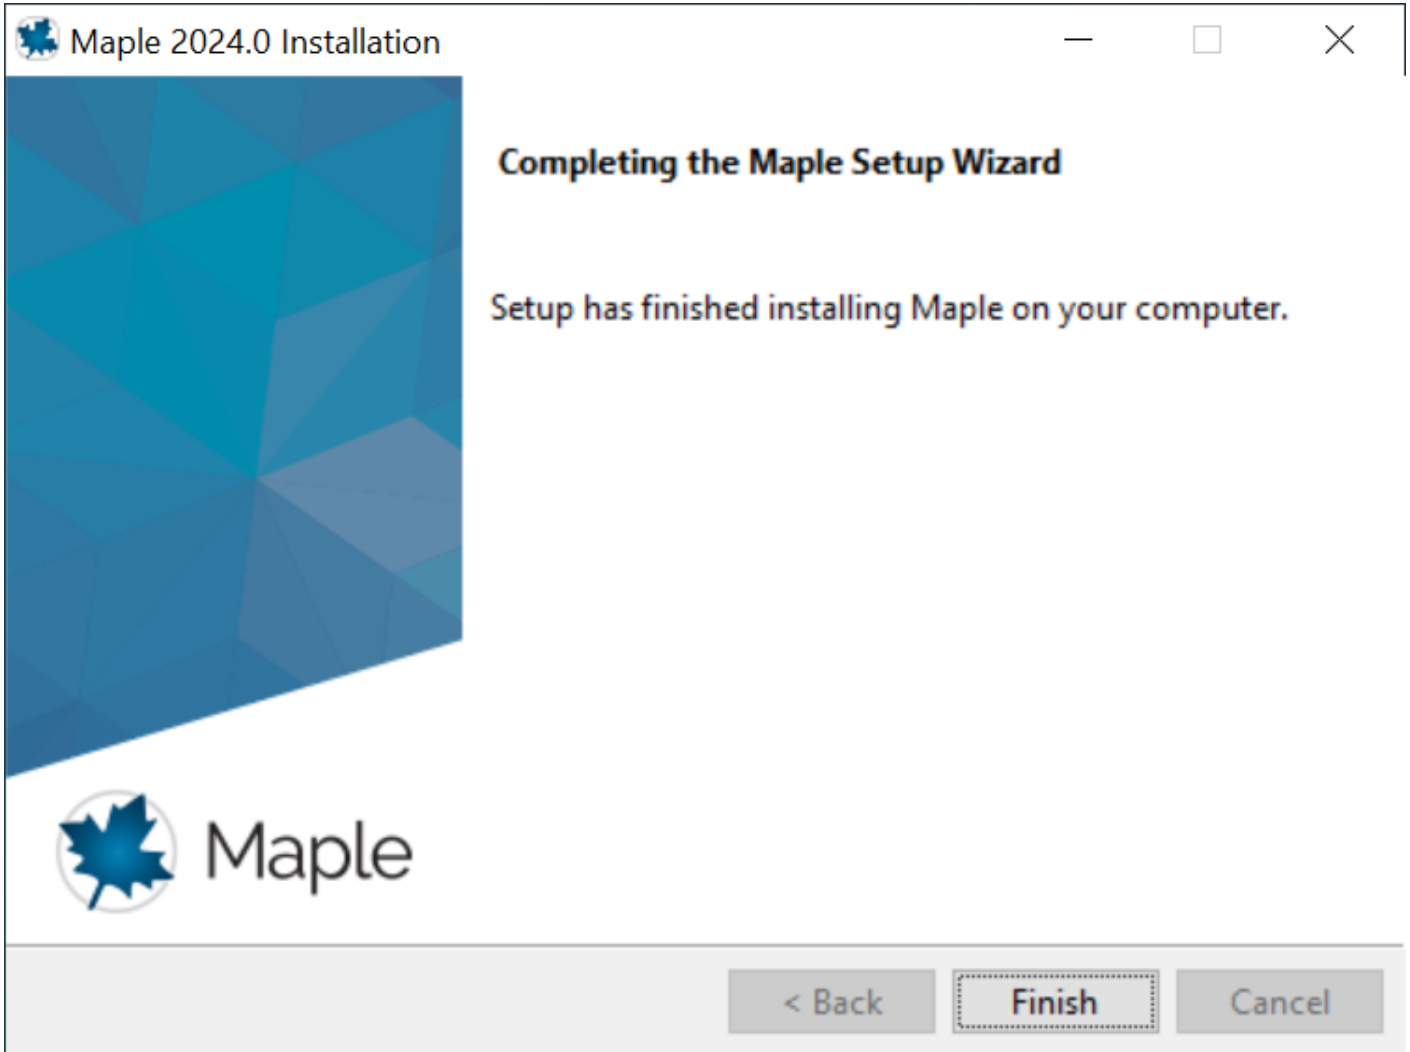 Maple 2024.0 Installation
Completing the Maple Setup Wizard
Setup has finished installing Maple on your computer.
Maple
< Back
Finish
Cancel